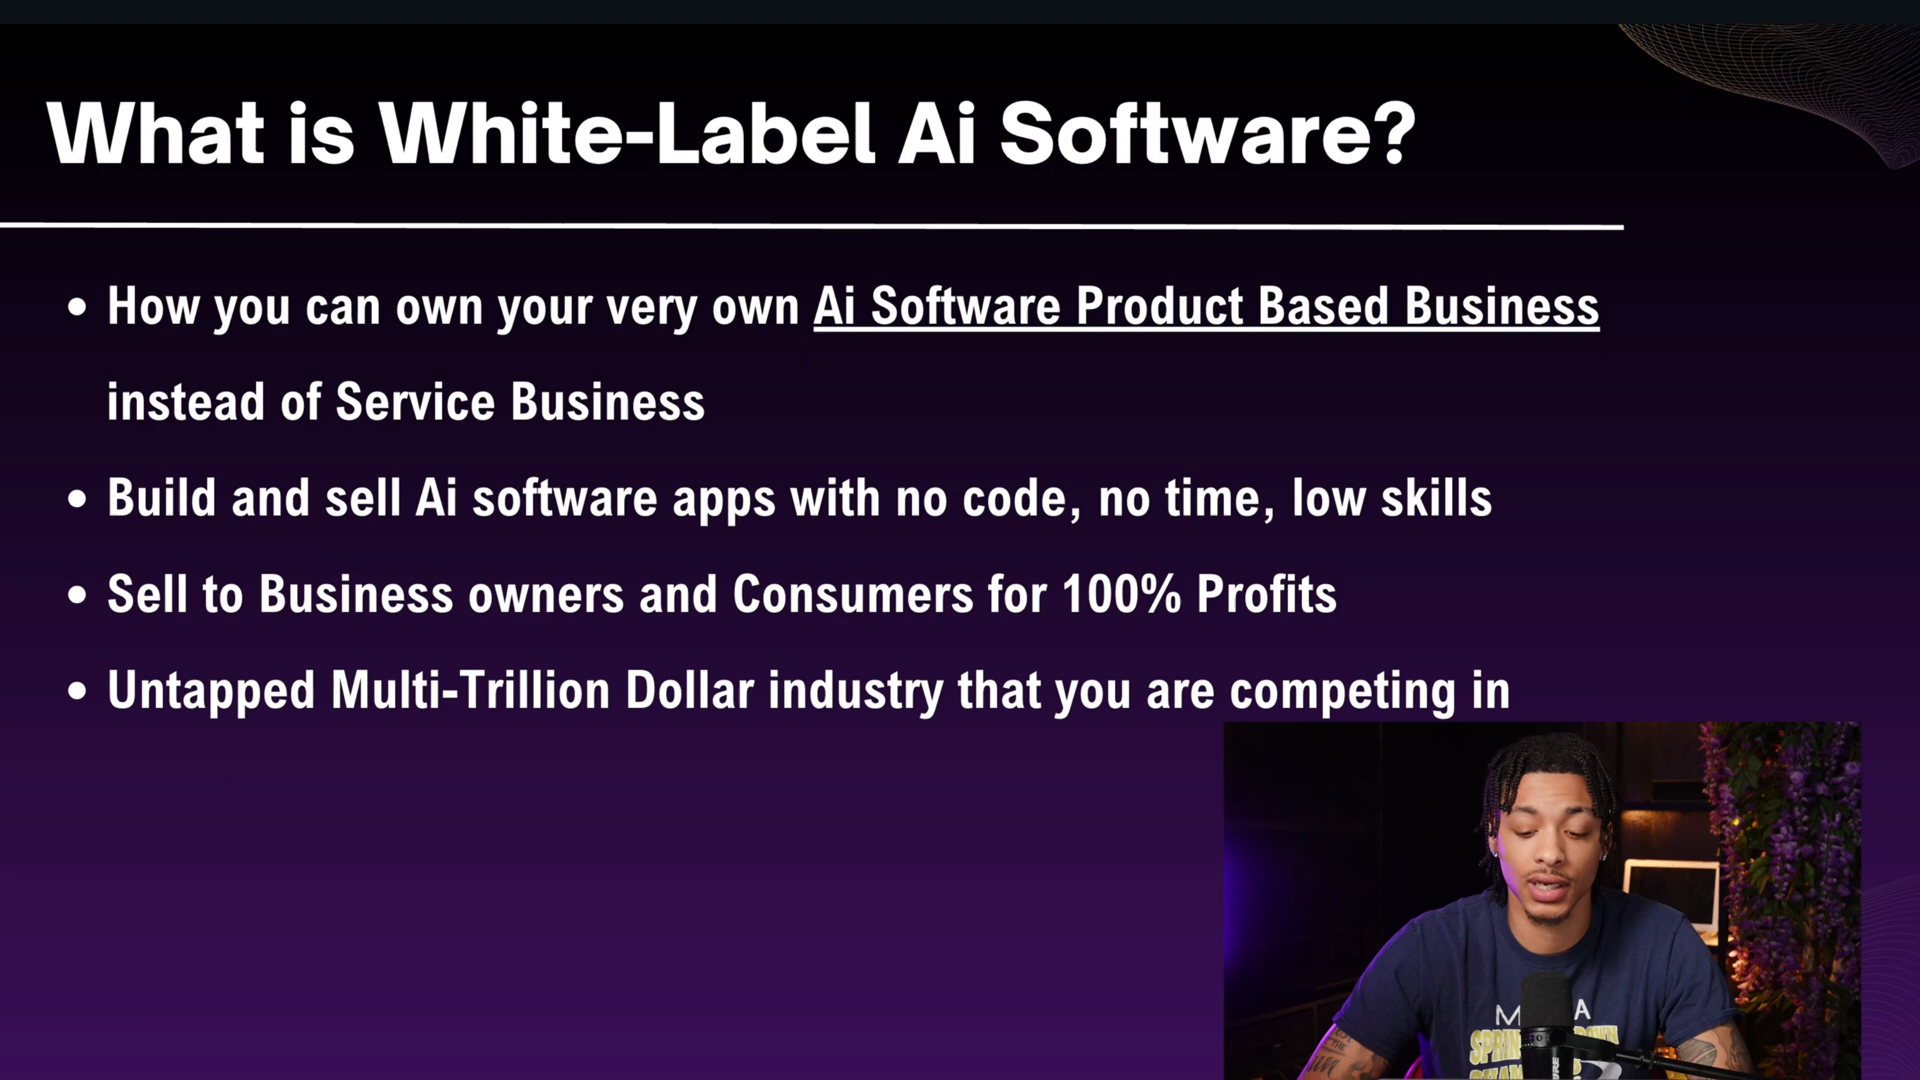 What is White-Label Ai Software?
• How you can own your very own Ai Software Product Based Business
instead of Service Business
• Build and sell Ai software apps with no code, no time, low skills
• Sell to Business owners and Consumers for 100% Profits
• Untapped Multi-Trillion Dollar industry that you are competing in